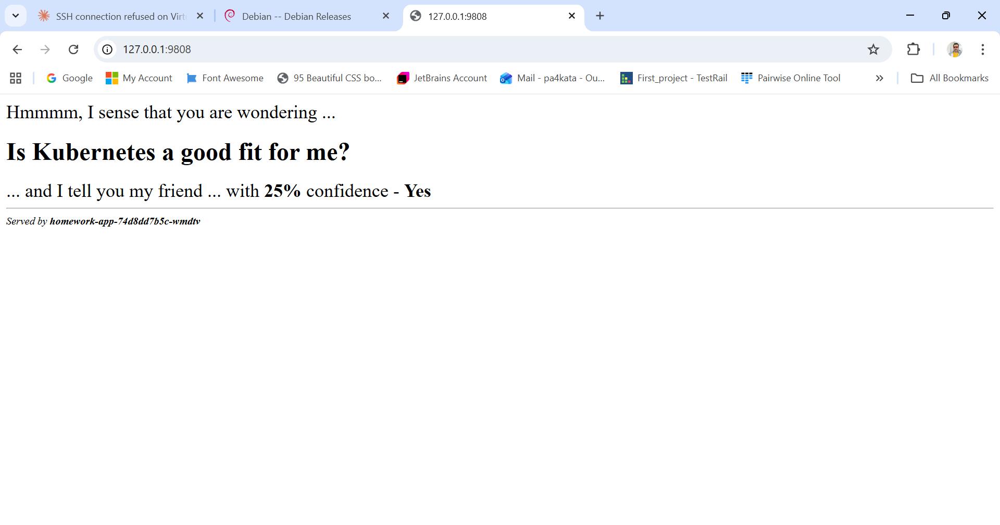 SSH connection refused on Virt
Debian -- Debian Releases
127.0.0.1:9808
127.0.0.1:9808
Google
My Account
Font Awesome
95 Beautiful CSS bo...
JetBrains Account
Mail - pa4kata - Ou...
First_project - TestRail
Pairwise Online Tool
All Bookmarks
Hmmmm, I sense that you are wondering ...
Is Kubernetes a good fit for me?
... and I tell you my friend ... with 25% confidence - Yes
Served by homework-app-74d8dd7b5c-wmdtv